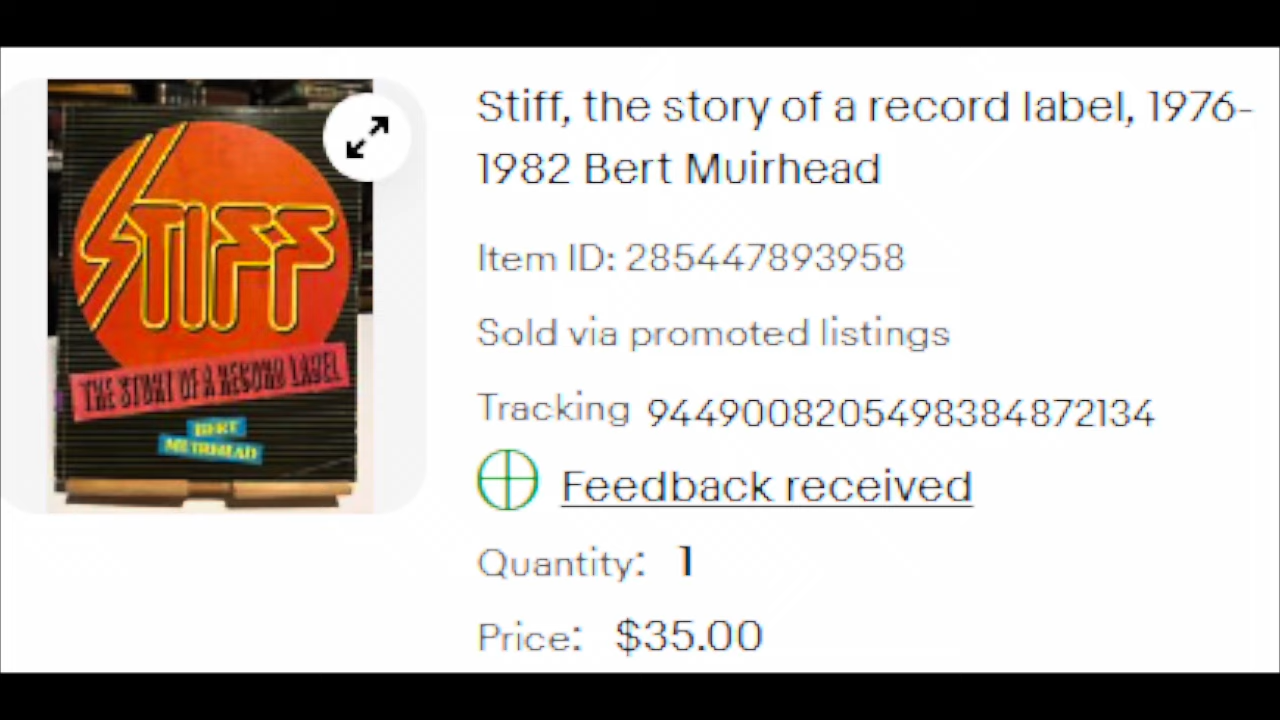 STIFF
THE STORY OF A RECORD LABEL
BERT
MUIRHEAD
Stiff, the story of a record label, 1976-
1982 Bert Muirhead
Item ID: 285447893958
Sold via promoted listings
Tracking 9449008205498384872134
Feedback received
Quantity: 1
Price: $35.00